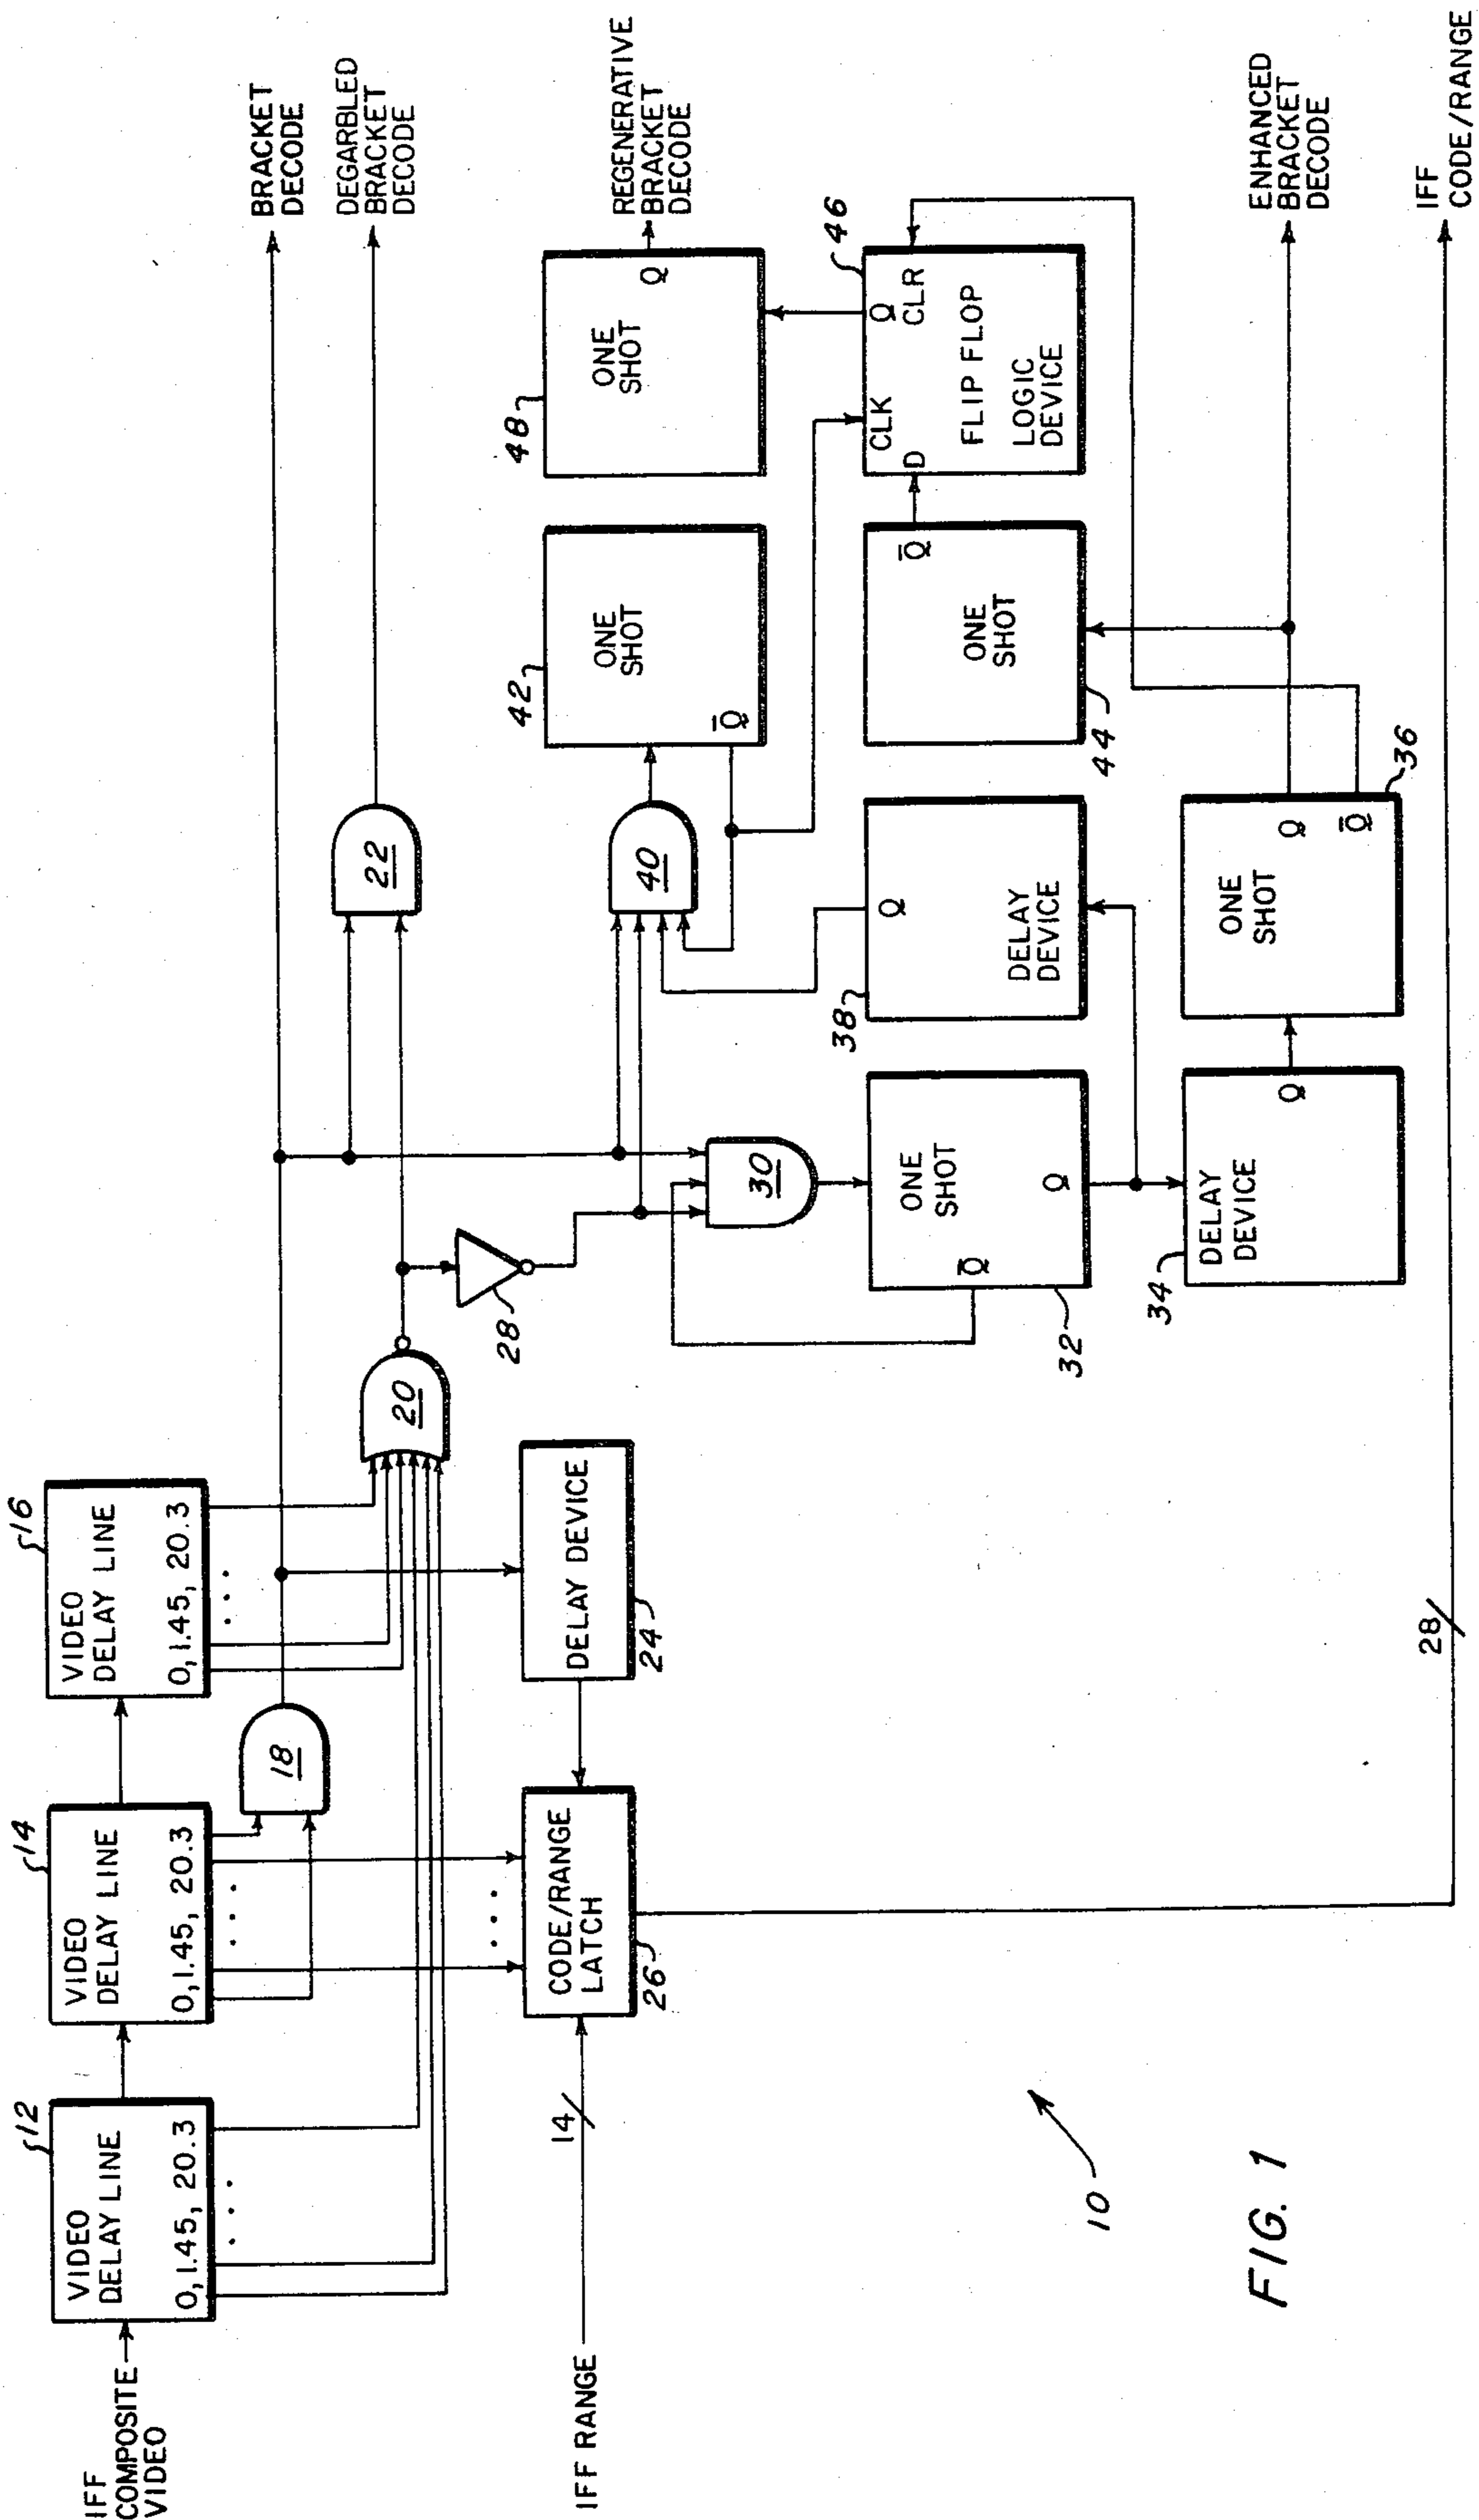 IFF
COMPOSITE
VIDEO
12
VIDEO
DELAY LINE
0, 1.45, 20.3
14
VIDEO
DELAY LINE
0, 1.45, 20.3
16
VIDEO
DELAY LINE
0, 1.45, 20.3
18
20
22
BRACKET
DECODE
DEGARBLED
BRACKET
DECODE
IFF RANGE
14
CODE/RANGE
LATCH
26
DELAY DEVICE
24
28
30
40
42
ONE
SHOT
Q̅
48
ONE
SHOT
Q
REGENERATIVE
BRACKET
DECODE
32
ONE
SHOT
Q̅
Q
38
Q
DELAY
DEVICE
44
ONE
SHOT
Q̅
46
CLK
Q
D
CLR
FLIP FLOP
LOGIC
DEVICE
34
DELAY
DEVICE
Q
36
ONE
SHOT
Q
Q̅
ENHANCED
BRACKET
DECODE
28
IFF
CODE/RANGE
10
FIG. 1